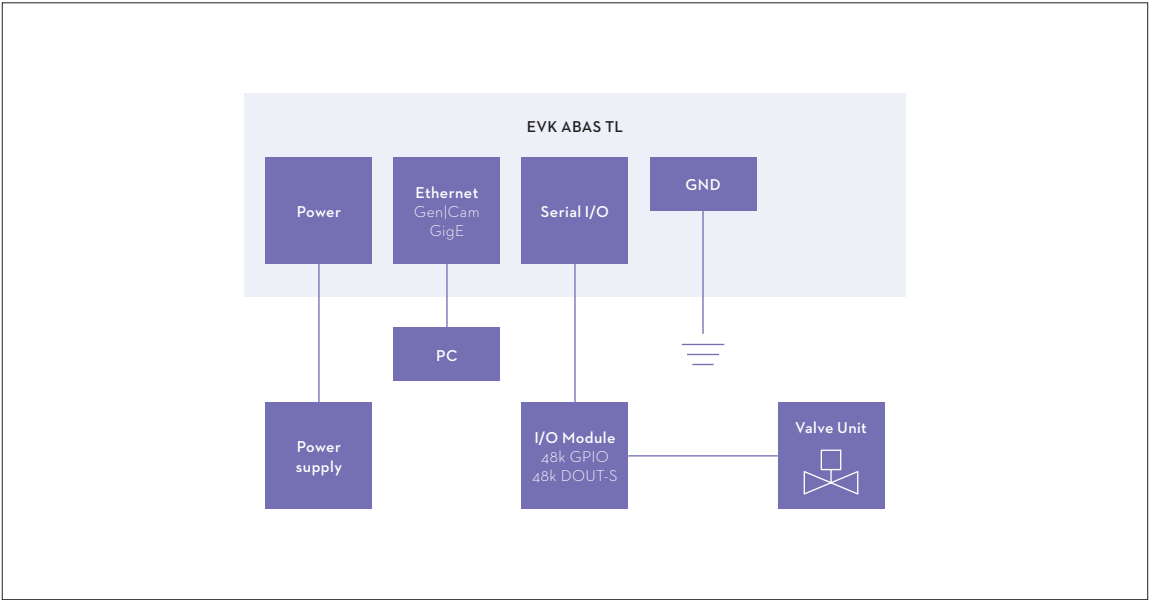 EVK ABAS TL
Power
Ethernet
Gen|Cam
GigE
Serial I/O
GND
PC
Power
supply
I/O Module
48k GPIO
48k DOUT-S
Valve Unit